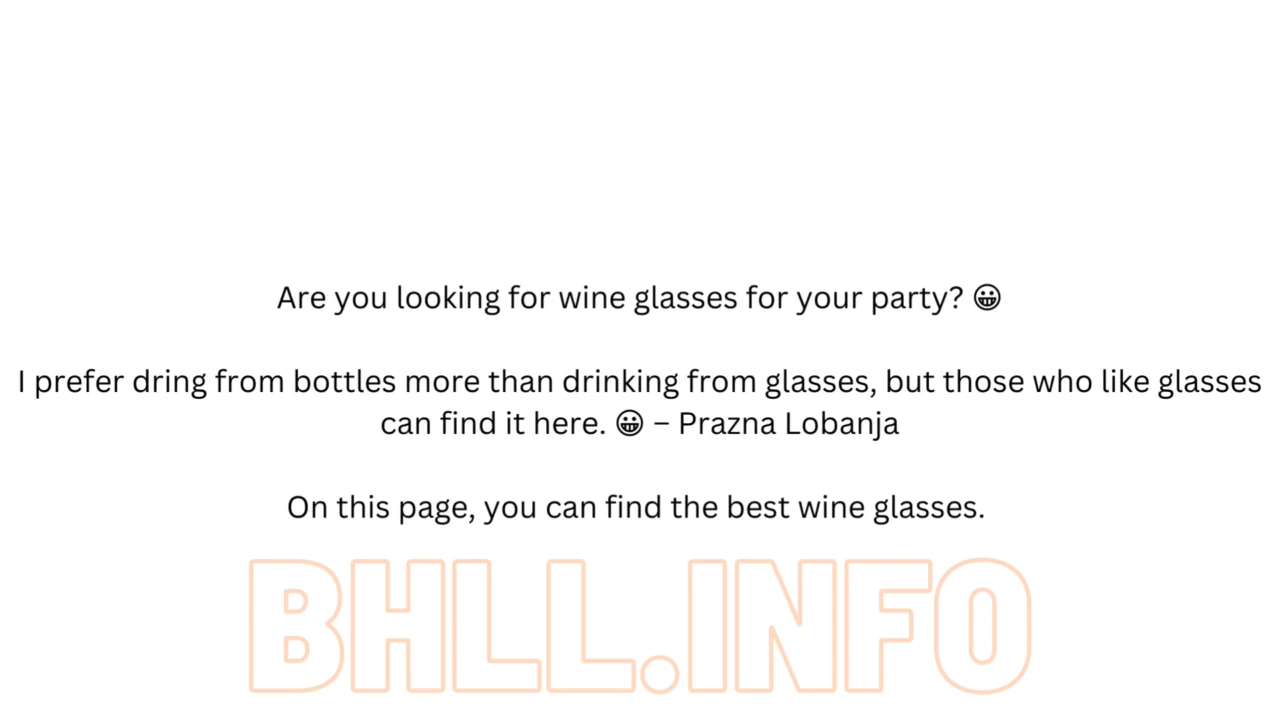 Are you looking for wine glasses for your party? 😀
I prefer dring from bottles more than drinking from glasses, but those who like glasses
can find it here. 😀 – Prazna Lobanja
On this page, you can find the best wine glasses.
BHLL.INFO